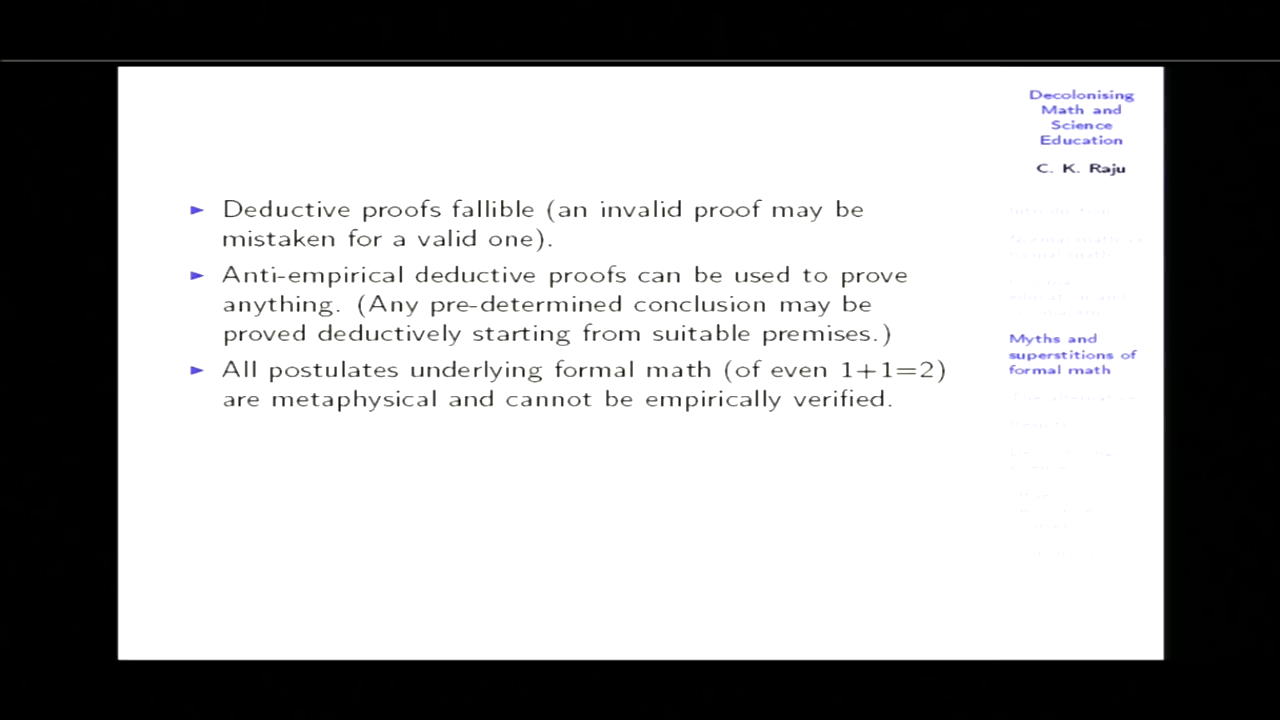 Decolonising
Math and
Science
Education
C. K. Raju
► Deductive proofs fallible (an invalid proof may be
mistaken for a valid one).
► Anti-empirical deductive proofs can be used to prove
anything. (Any pre-determined conclusion may be
proved deductively starting from suitable premises.)
► All postulates underlying formal math (of even 1+1=2)
are metaphysical and cannot be empirically verified.
Myths and
superstitions of
formal math